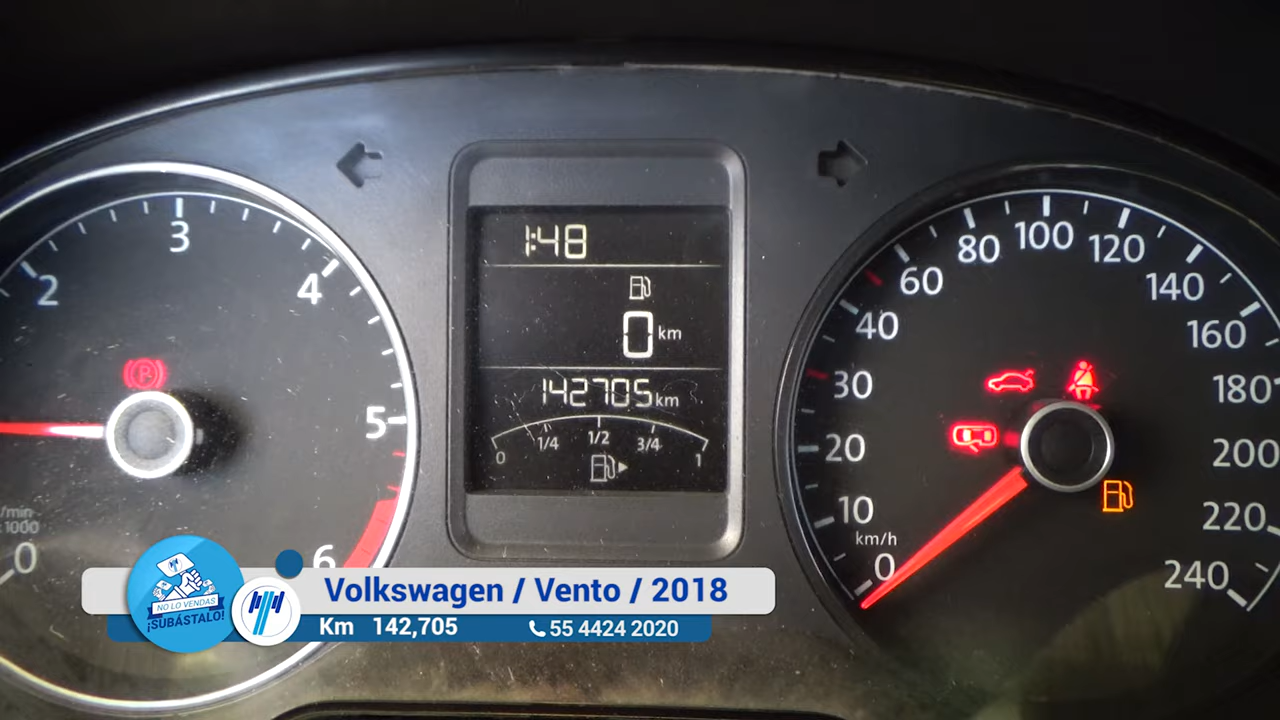 1:48
0 km
142705 km
0 1/4 1/2 3/4 1
2 3 4 5 6
/min
1000
0
P
0 10 20 30 40 60 80 100 120 140 160 180 200 220 240
km/h
NO LO VENDAS
¡SUBÁSTALO!
Volkswagen / Vento / 2018
Km 142,705 55 4424 2020